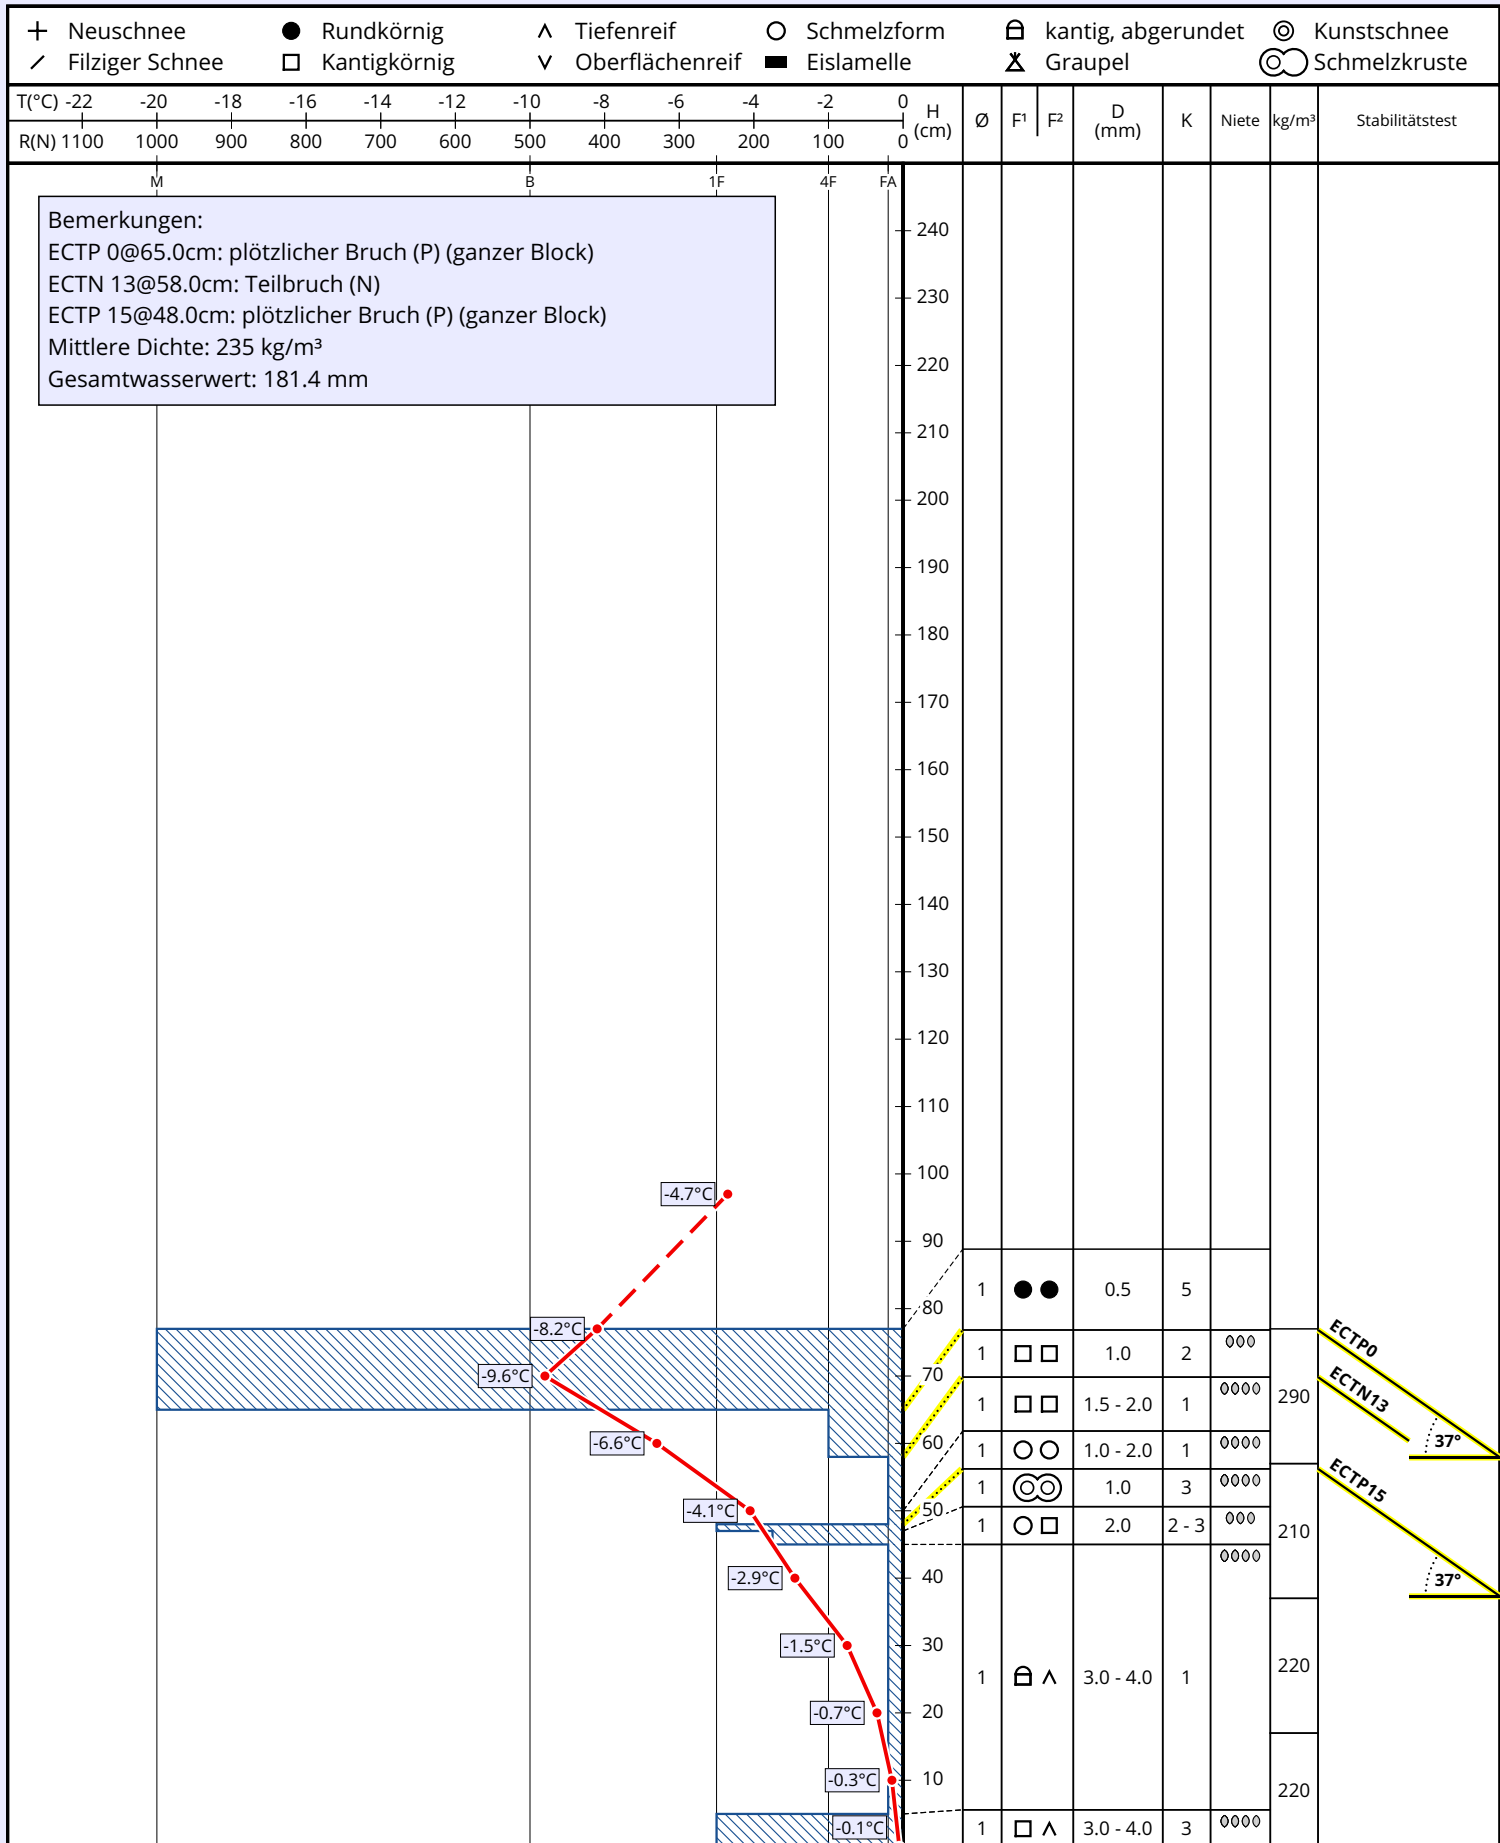 Neuschnee Rundkörnig Tiefenreif Schmelzform kantig, abgerundet Kunstschnee
Filziger Schnee Kantigkörnig Oberflächenreif Eislamelle Graupel Schmelzkruste
T(°C) -22 -20 -18 -16 -14 -12 -10 -8 -6 -4 -2 0
R(N) 1100 1000 900 800 700 600 500 400 300 200 100 0
H (cm) Ø F¹ F² D (mm) K Niete kg/m³ Stabilitätstest
M B 1F 4F FA
Bemerkungen:
ECTP 0@65.0cm: plötzlicher Bruch (P) (ganzer Block)
ECTN 13@58.0cm: Teilbruch (N)
ECTP 15@48.0cm: plötzlicher Bruch (P) (ganzer Block)
Mittlere Dichte: 235 kg/m³
Gesamtwasserwert: 181.4 mm
240
230
220
210
200
190
180
170
160
150
140
130
120
110
100
-4.7°C
90
1 0.5 5
80
-8.2°C
ECTP0
1 1.0 2
-9.6°C 70
290
ECTN13
1 1.5 - 2.0 1
-6.6°C 60
37°
1 1.0 - 2.0 1
1 1.0 3
ECTP15
-4.1°C 50
1 2.0 2 - 3
210
-2.9°C 40
37°
-1.5°C 30
220
1 3.0 - 4.0 1
-0.7°C 20
-0.3°C 10
220
-0.1°C
1 3.0 - 4.0 3